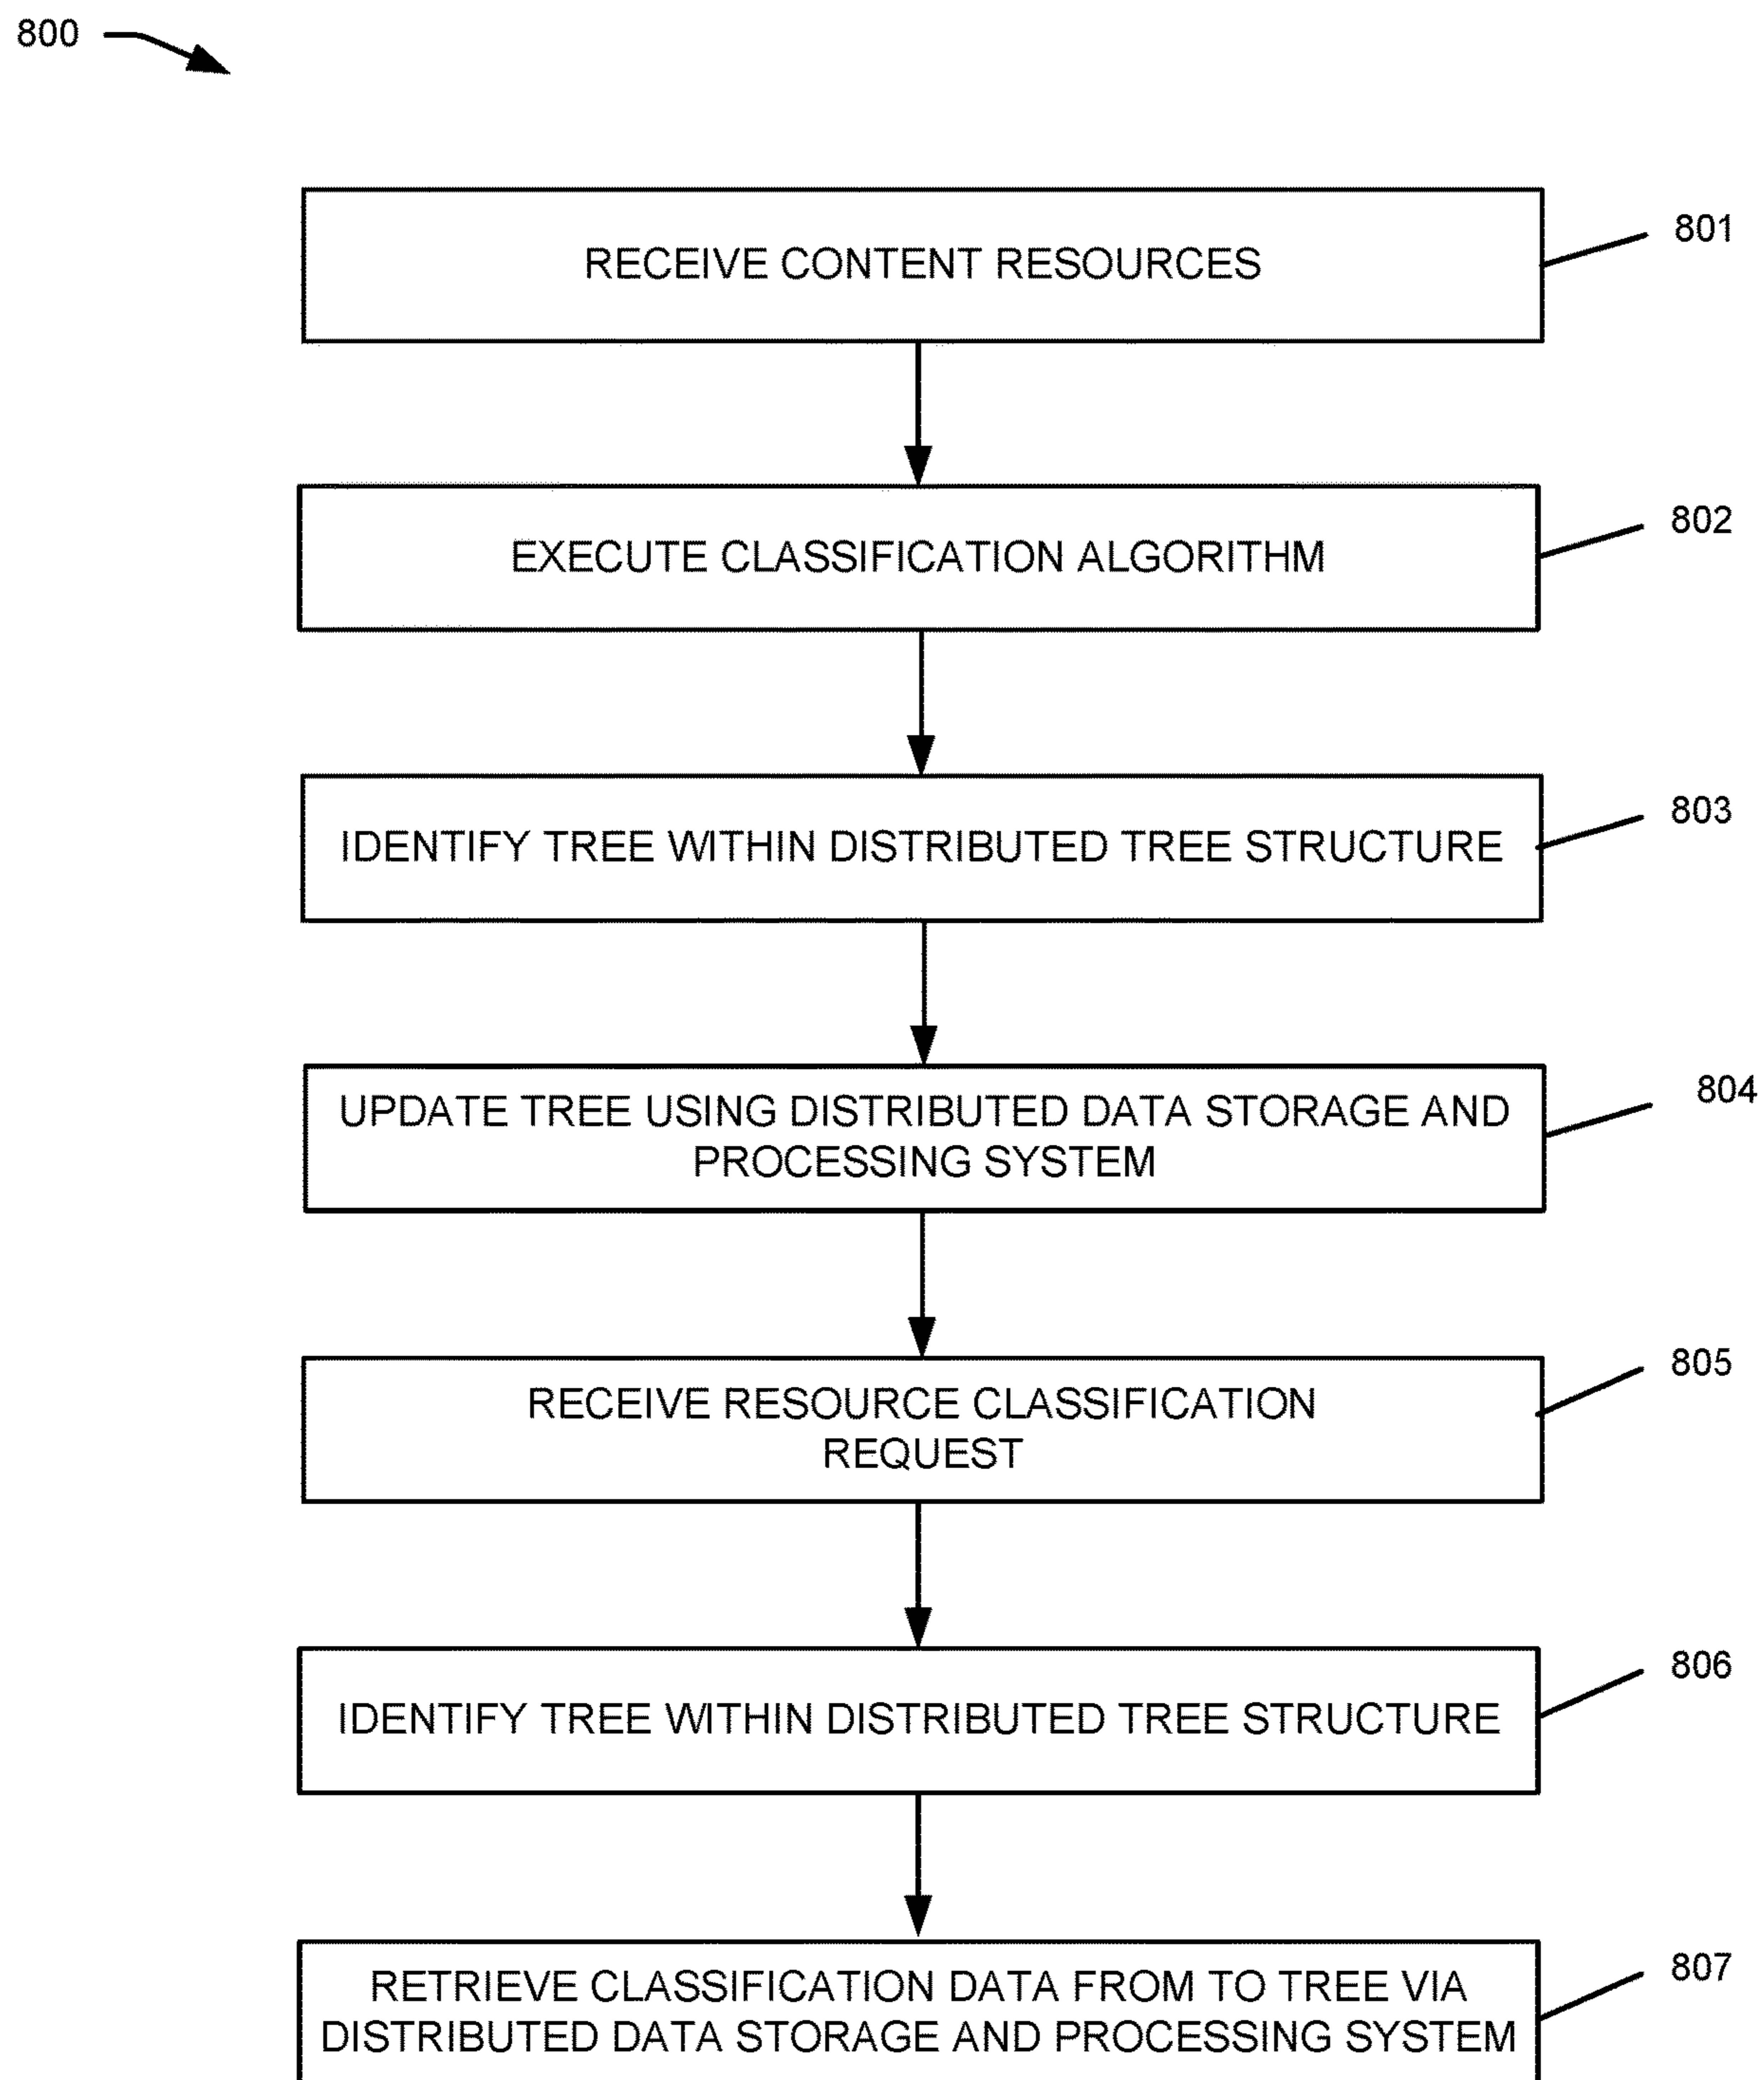 800
RECEIVE CONTENT RESOURCES
801
EXECUTE CLASSIFICATION ALGORITHM
802
IDENTIFY TREE WITHIN DISTRIBUTED TREE STRUCTURE
803
UPDATE TREE USING DISTRIBUTED DATA STORAGE AND
PROCESSING SYSTEM
804
RECEIVE RESOURCE CLASSIFICATION
REQUEST
805
IDENTIFY TREE WITHIN DISTRIBUTED TREE STRUCTURE
806
RETRIEVE CLASSIFICATION DATA FROM TO TREE VIA
DISTRIBUTED DATA STORAGE AND PROCESSING SYSTEM
807